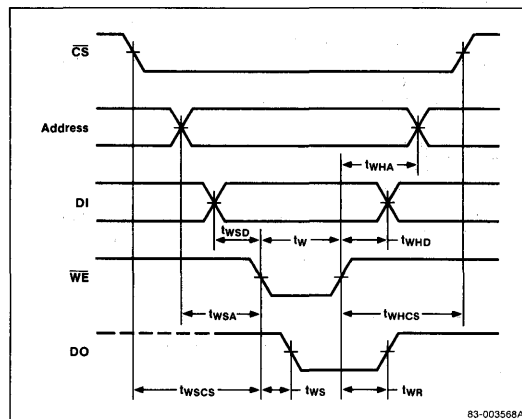 CS
Address
tWHA
DI
tWSD
tW
tWHD
WE
tWSA
tWHCS
DO
tWSCS
tWS
tWR
83-003568A